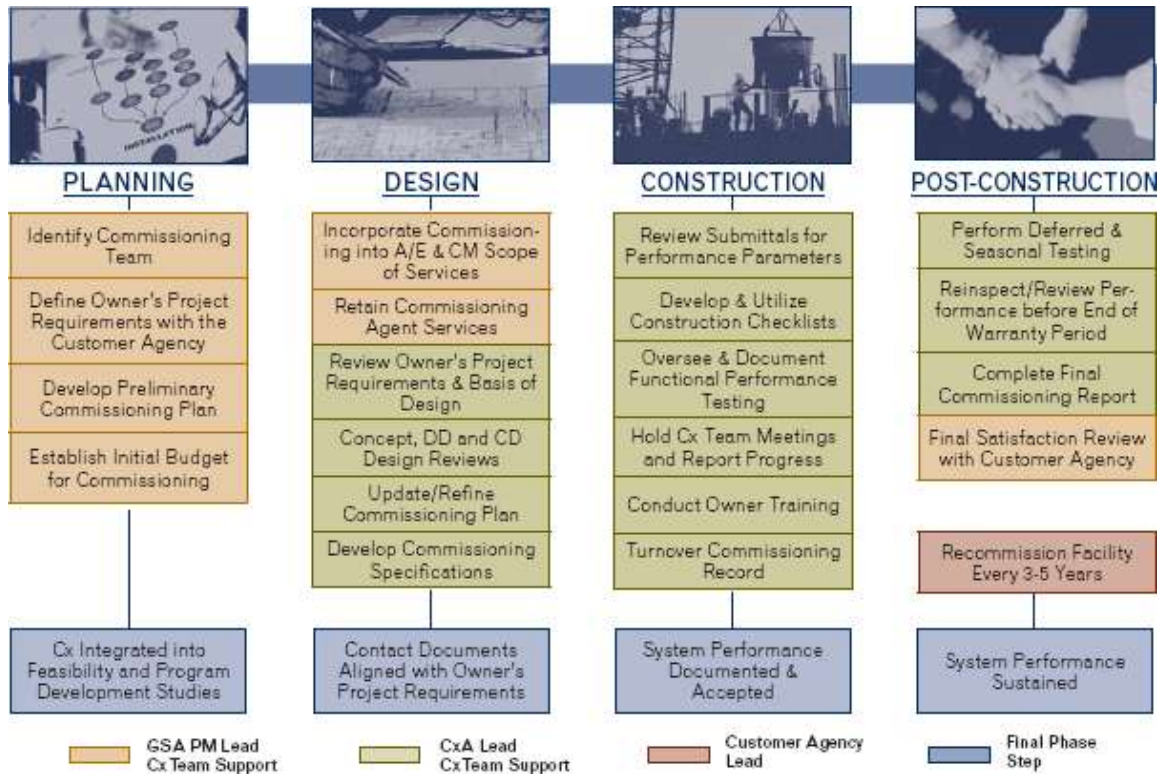 INSTALLATION
PLANNING
Identify Commissioning
Team
Define Owner's Project
Requirements with the
Customer Agency
Develop Preliminary
Commissioning Plan
Establish Initial Budget
for Commissioning
Cx Integrated into
Feasibility and Program
Development Studies
DESIGN
Incorporate Commission-
ing into A/E & CM Scope
of Services
Retain Commissioning
Agent Services
Review Owner's Project
Requirements & Basis of
Design
Concept, DD and CD
Design Reviews
Update/Refine
Commissioning Plan
Develop Commissioning
Specifications
Contact Documents
Aligned with Owner's
Project Requirements
CONSTRUCTION
Review Submittals for
Performance Parameters
Develop & Utilize
Construction Checklists
Oversee & Document
Functional Performance
Testing
Hold Cx Team Meetings
and Report Progress
Conduct Owner Training
Turnover Commissioning
Record
System Performance
Documented &
Accepted
POST-CONSTRUCTION
Perform Deferred &
Seasonal Testing
Reinspect/Review Per-
formance before End of
Warranty Period
Complete Final
Commissioning Report
Final Satisfaction Review
with Customer Agency
Recommission Facility
Every 3-5 Years
System Performance
Sustained
GSA PM Lead
Cx Team Support
CxA Lead
Cx Team Support
Customer Agency
Lead
Final Phase
Step